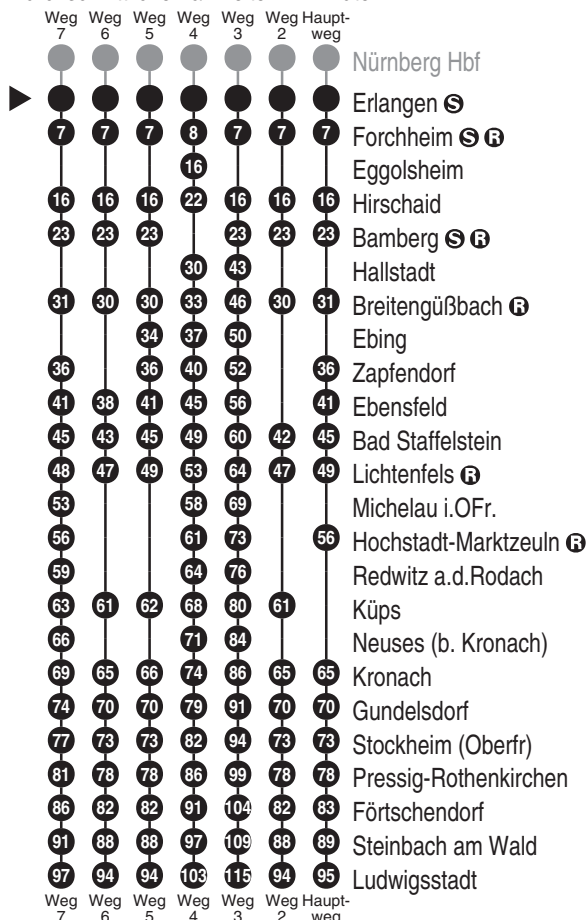 Weg Weg Weg Weg Weg Weg Haupt-
7 6 5 4 3 2 weg
Nürnberg Hbf
Erlangen S
7 7 7 8 7 7 7 Forchheim S R
16 Eggolsheim
16 16 16 22 16 16 16 Hirschaid
23 23 23 23 23 23 Bamberg S R
30 43 Hallstadt
31 30 30 33 46 30 31 Breitengüßbach R
34 37 50 Ebing
36 36 40 52 36 Zapfendorf
41 38 41 45 56 41 Ebensfeld
45 43 45 49 60 42 45 Bad Staffelstein
48 47 49 53 64 47 49 Lichtenfels R
53 58 69 Michelau i.OFr.
56 61 73 56 Hochstadt-Marktzeuln R
59 64 76 Redwitz a.d.Rodach
63 61 62 68 80 61 Küps
66 71 84 Neuses (b. Kronach)
69 65 66 74 86 65 65 Kronach
74 70 70 79 91 70 70 Gundelsdorf
77 73 73 82 94 73 73 Stockheim (Oberfr)
81 78 78 86 99 78 78 Pressig-Rothenkirchen
86 82 82 91 104 82 83 Förtschendorf
91 88 88 97 109 88 89 Steinbach am Wald
97 94 94 103 115 94 95 Ludwigsstadt
Weg Weg Weg Weg Weg Weg Haupt-
7 6 5 4 3 2 weg